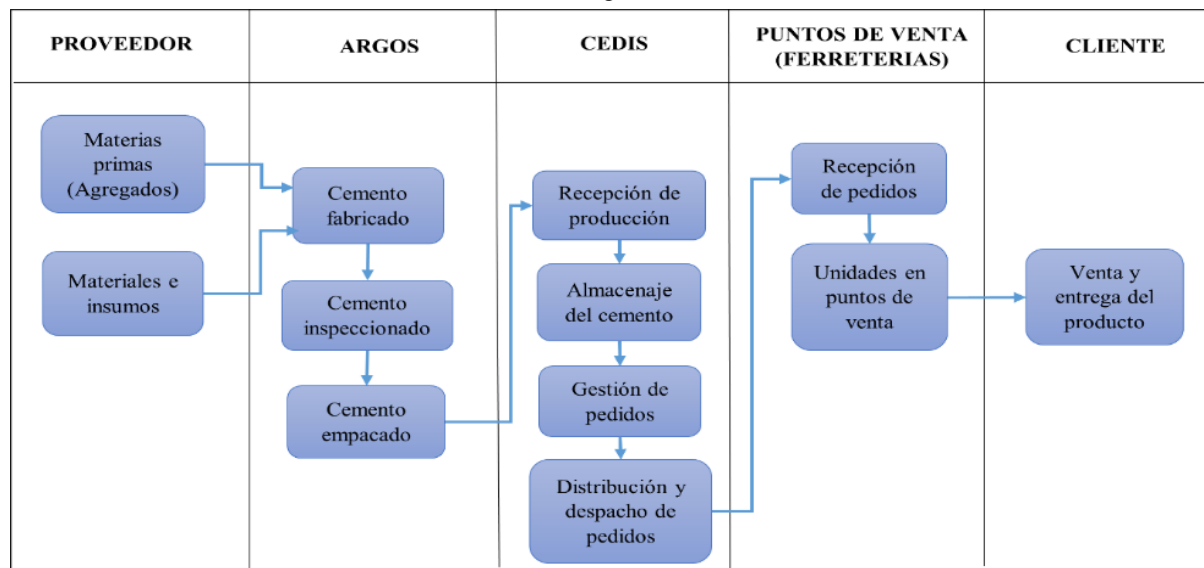 PROVEEDOR
ARGOS
CEDIS
PUNTOS DE VENTA
(FERRETERIAS)
CLIENTE
Materias
primas
(Agregados)
Materiales e
insumos
Cemento
fabricado
Cemento
inspeccionado
Cemento
empacado
Recepción de
producción
Almacenaje
del cemento
Gestión de
pedidos
Distribución y
despacho de
pedidos
Recepción
de pedidos
Unidades en
puntos de
venta
Venta y
entrega del
producto